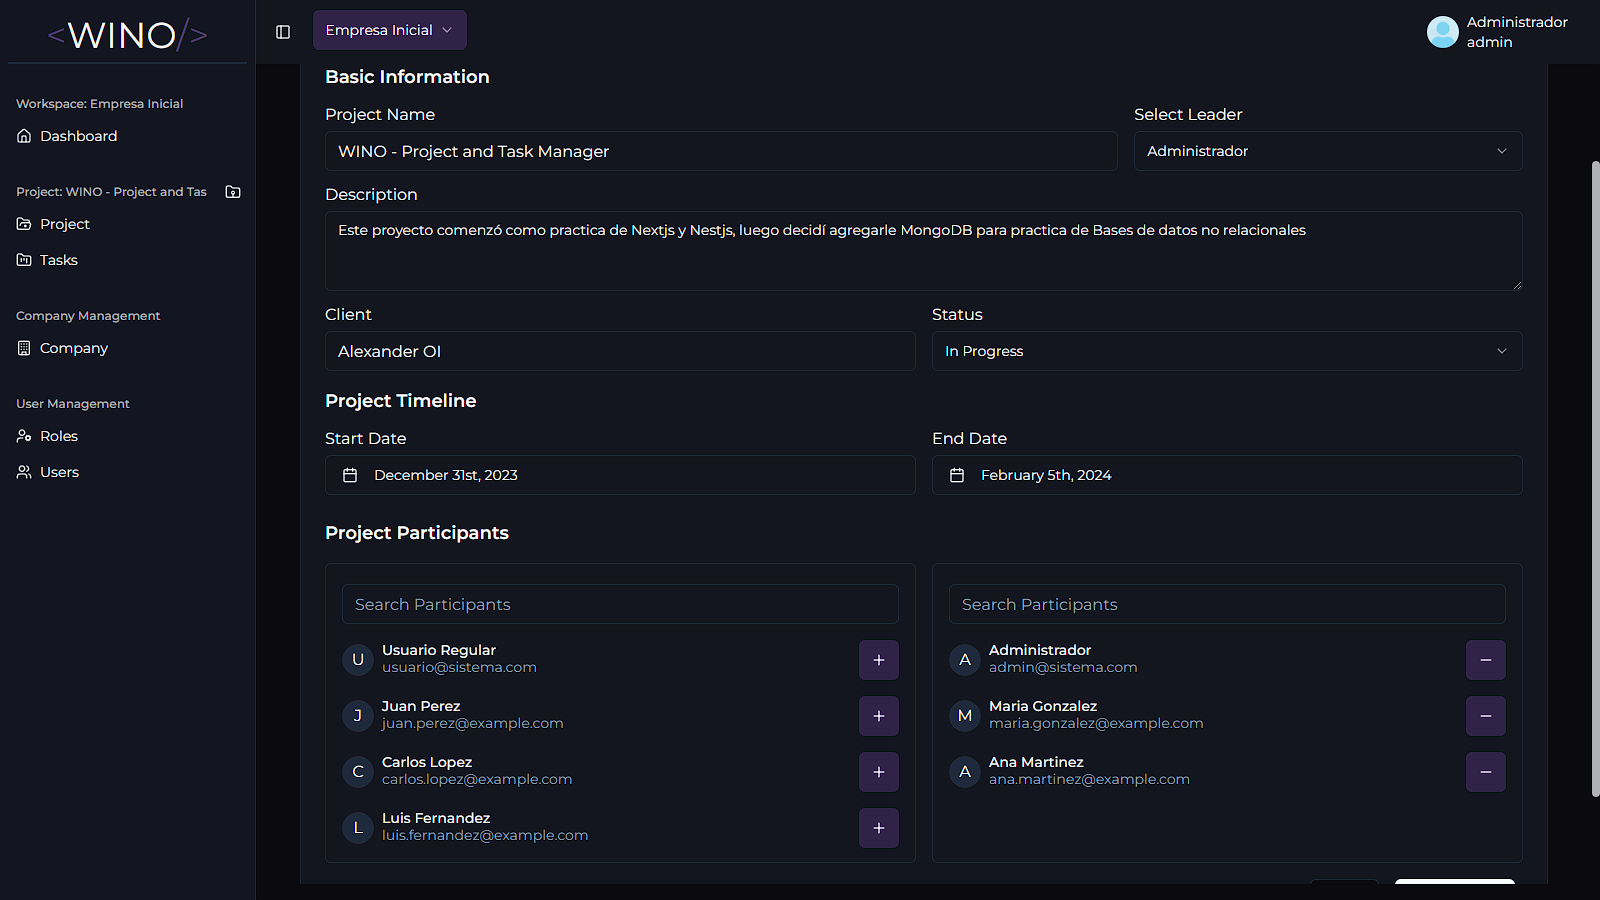 <WINO/>
Empresa Inicial
Administrador
admin
Workspace: Empresa Inicial
Dashboard
Project: WINO - Project and Tas
Project
Tasks
Company Management
Company
User Management
Roles
Users
Basic Information
Project Name
Select Leader
WINO - Project and Task Manager
Administrador
Description
Este proyecto comenzó como practica de Nextjs y Nestjs, luego decidí agregarle MongoDB para practica de Bases de datos no relacionales
Client
Status
Alexander Ol
In Progress
Project Timeline
Start Date
End Date
December 31st, 2023
February 5th, 2024
Project Participants
Search Participants
U
Usuario Regular
usuario@sistema.com
+
J
Juan Perez
juan.perez@example.com
+
C
Carlos Lopez
carlos.lopez@example.com
+
L
Luis Fernandez
luis.fernandez@example.com
+
Search Participants
A
Administrador
admin@sistema.com
−
M
Maria Gonzalez
maria.gonzalez@example.com
−
A
Ana Martinez
ana.martinez@example.com
−